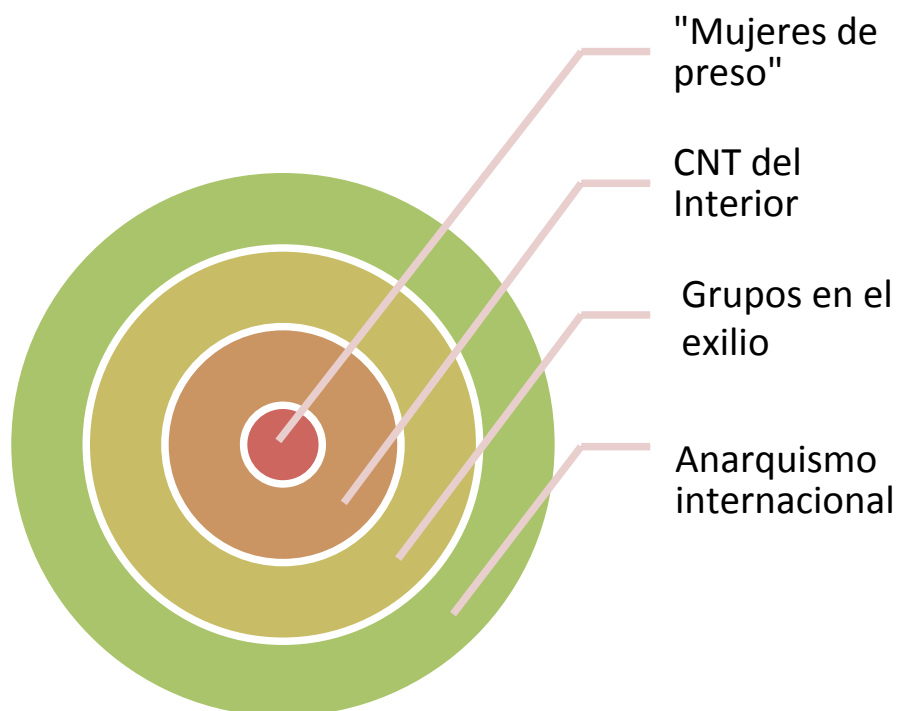 "Mujeres de
preso"
CNT del
Interior
Grupos en el
exilio
Anarquismo
internacional